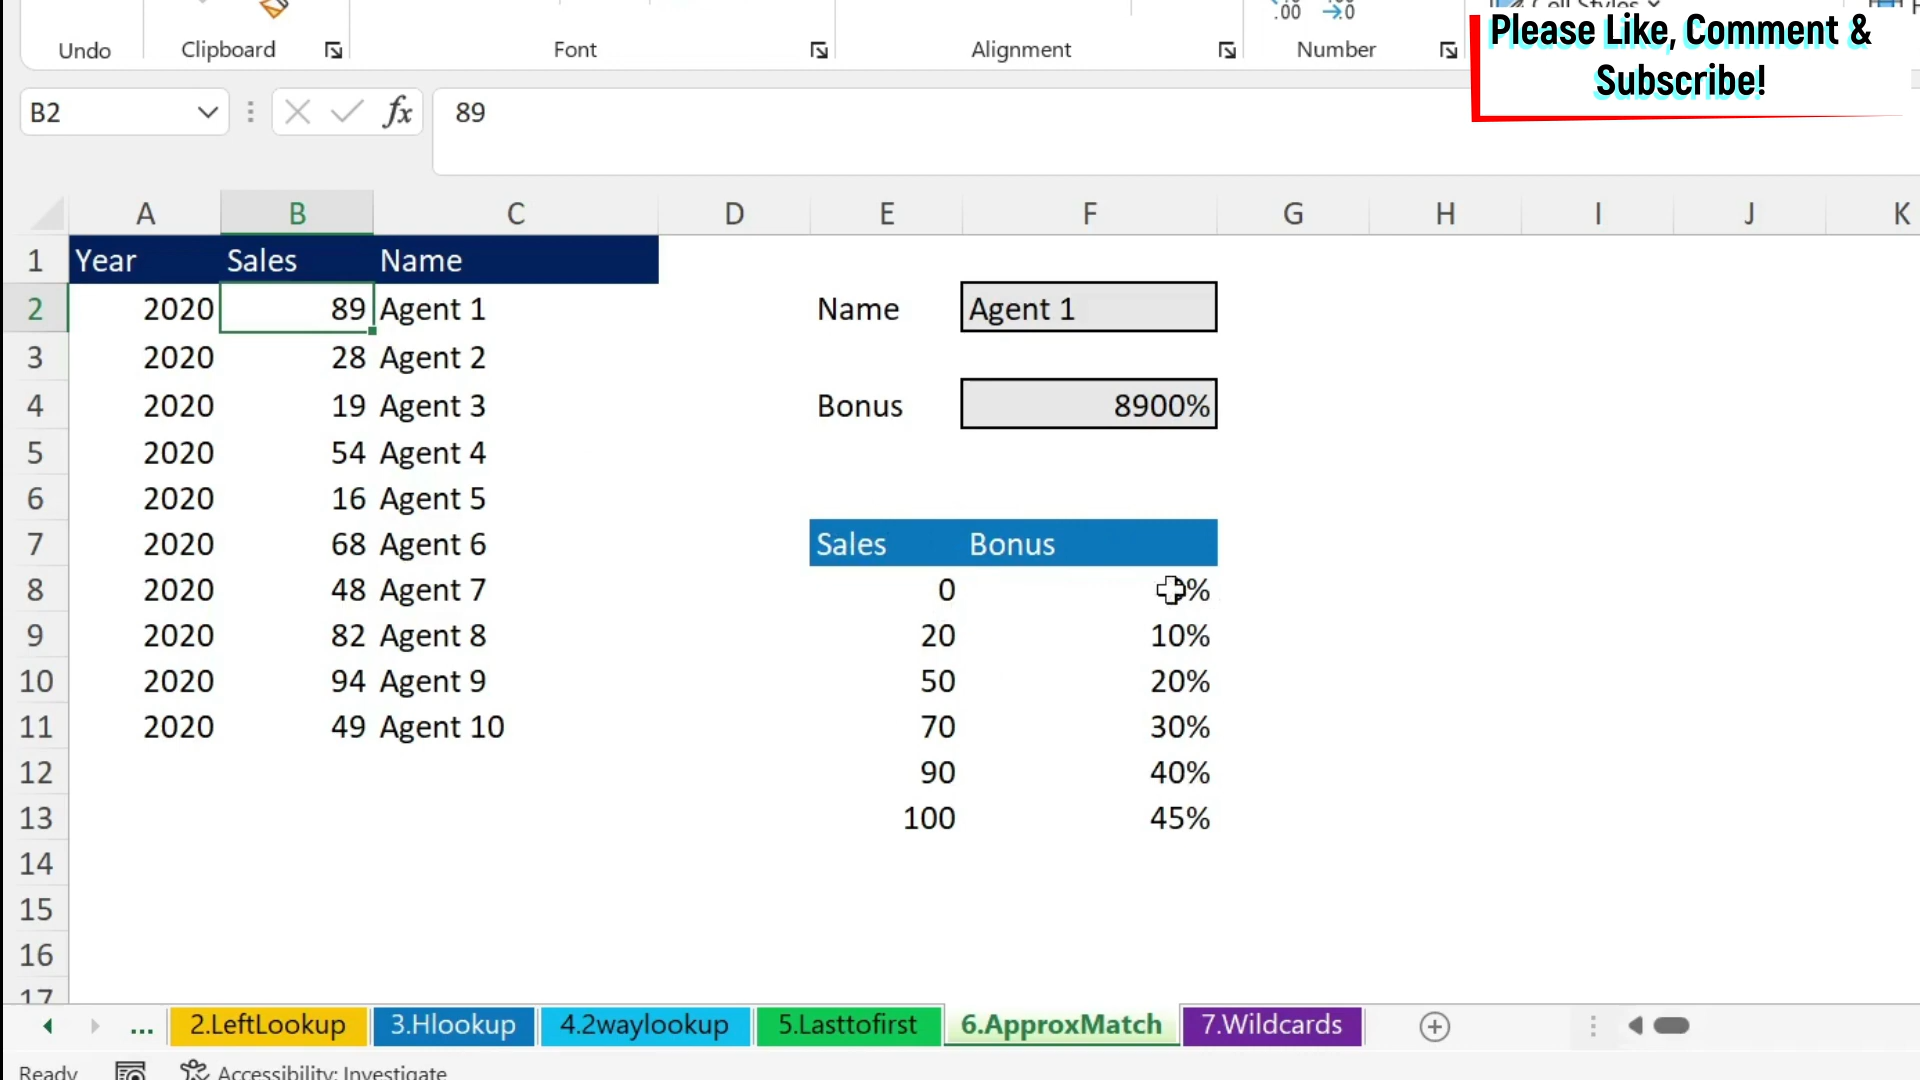 Cell Styles
Please Like, Comment &
Subscribe!
Undo
Clipboard
Font
Alignment
.00
.0
Number
B2
fx
89
A B C D E F G H I J K
1 Year Sales Name
2 2020 89 Agent 1 Name Agent 1
3 2020 28 Agent 2
4 2020 19 Agent 3 Bonus 8900%
5 2020 54 Agent 4
6 2020 16 Agent 5
7 2020 68 Agent 6 Sales Bonus
8 2020 48 Agent 7 0 %
9 2020 82 Agent 8 20 10%
10 2020 94 Agent 9 50 20%
11 2020 49 Agent 10 70 30%
12 90 40%
13 100 45%
14
15
16
17
... 2.LeftLookup 3.Hlookup 4.2waylookup 5.Lasttofirst 6.ApproxMatch 7.Wildcards
Ready Accessibility: Investigate